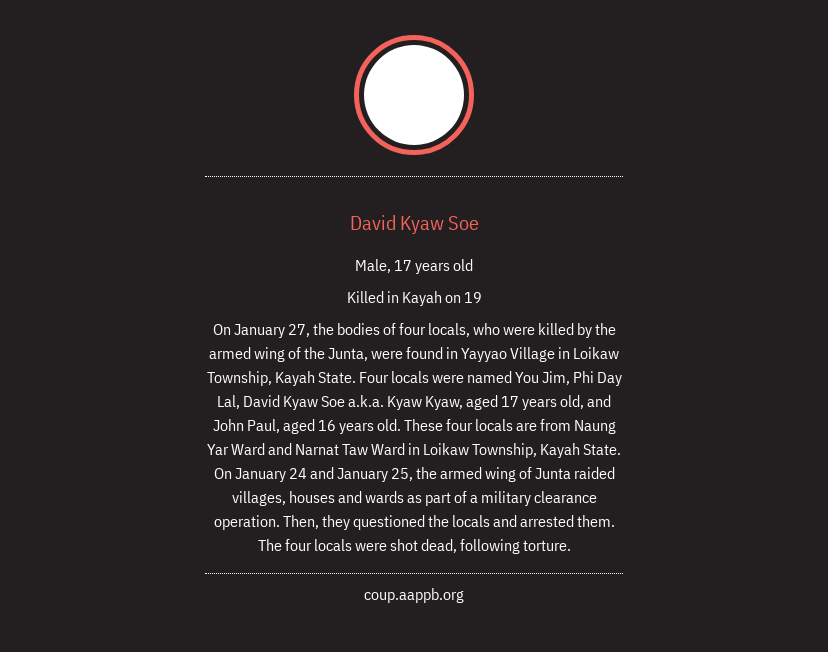 David Kyaw Soe
Male, 17 years old
Killed in Kayah on 19
On January 27, the bodies of four locals, who were killed by the
armed wing of the Junta, were found in Yayyao Village in Loikaw
Township, Kayah State. Four locals were named You Jim, Phi Day
Lal, David Kyaw Soe a.k.a. Kyaw Kyaw, aged 17 years old, and
John Paul, aged 16 years old. These four locals are from Naung
Yar Ward and Narnat Taw Ward in Loikaw Township, Kayah State.
On January 24 and January 25, the armed wing of Junta raided
villages, houses and wards as part of a military clearance
operation. Then, they questioned the locals and arrested them.
The four locals were shot dead, following torture.
coup.aappb.org